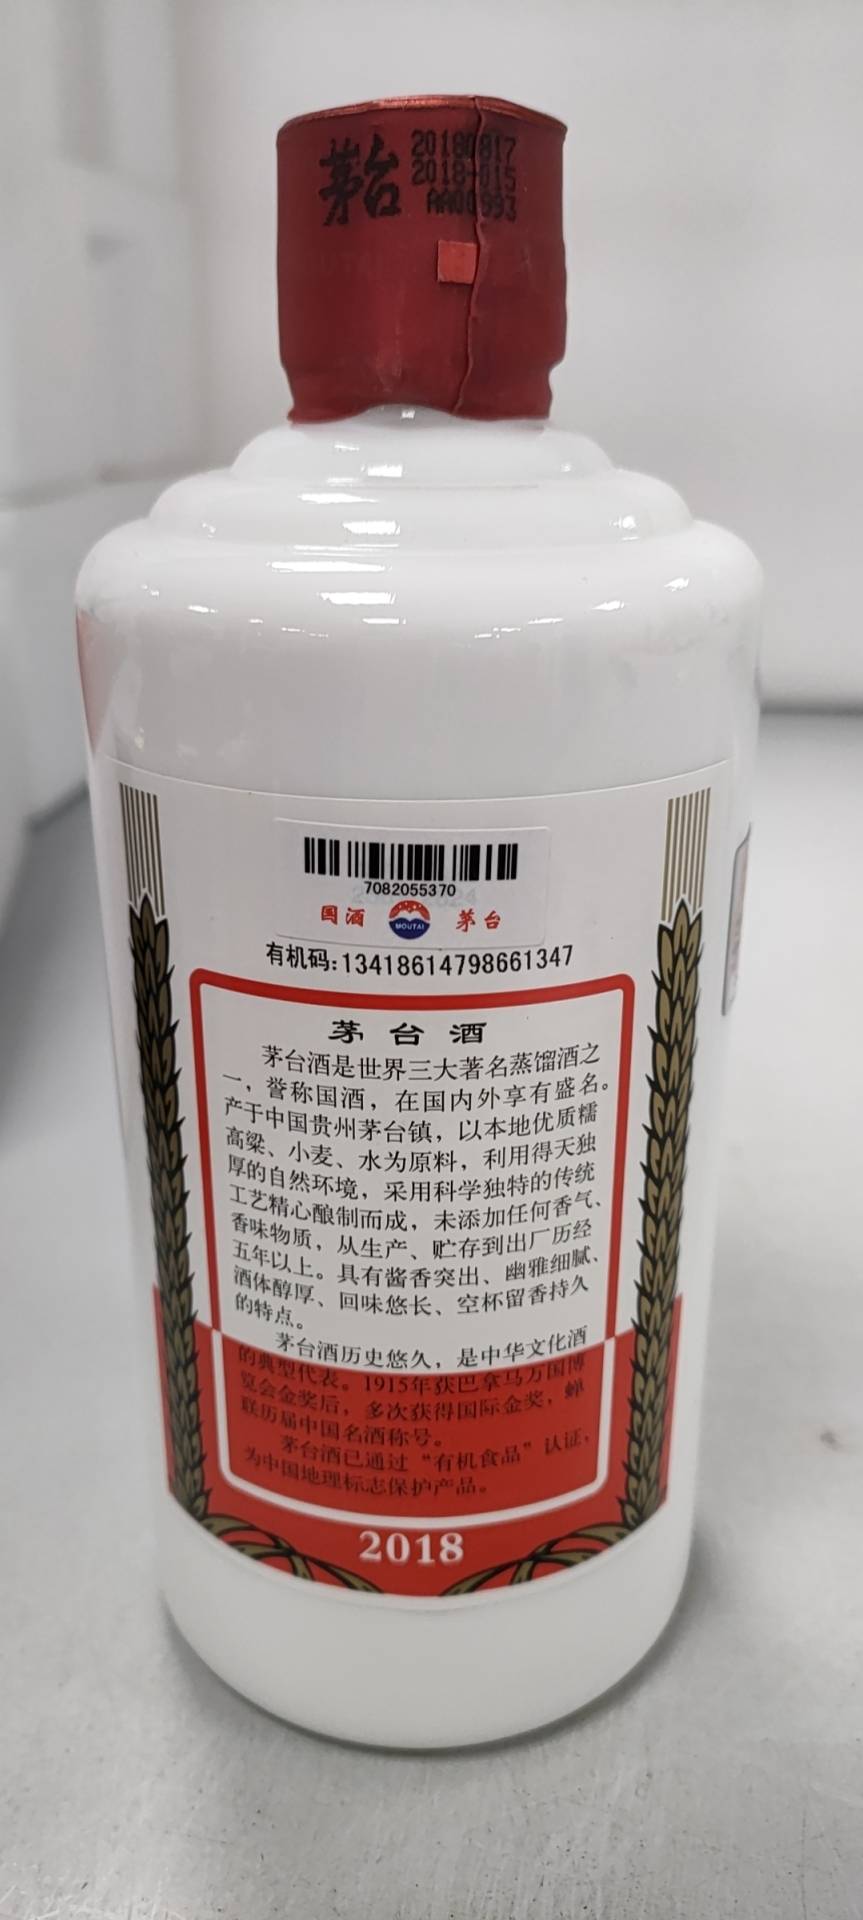 茅台
20180817
2018-015
AA00993
7082055370
国酒 MOUTAI 茅台
有机码:13418614798661347
茅台酒
茅台酒是世界三大著名蒸馏酒之
一，誉称国酒，在国内外享有盛名。
产于中国贵州茅台镇，以本地优质糯
高粱、小麦、水为原料，利用得天独
厚的自然环境，采用科学独特的传统
工艺精心酿制而成，未添加任何香气、
香味物质，从生产、贮存到出厂历经
五年以上。具有酱香突出、幽雅细腻、
酒体醇厚、回味悠长、空杯留香持久
的特点。
茅台酒历史悠久，是中华文化酒
的典型代表。1915年获巴拿马万国博
览会金奖后，多次获得国际金奖，蝉
联历届中国名酒称号。
茅台酒已通过“有机食品”认证，
为中国地理标志保护产品。
2018